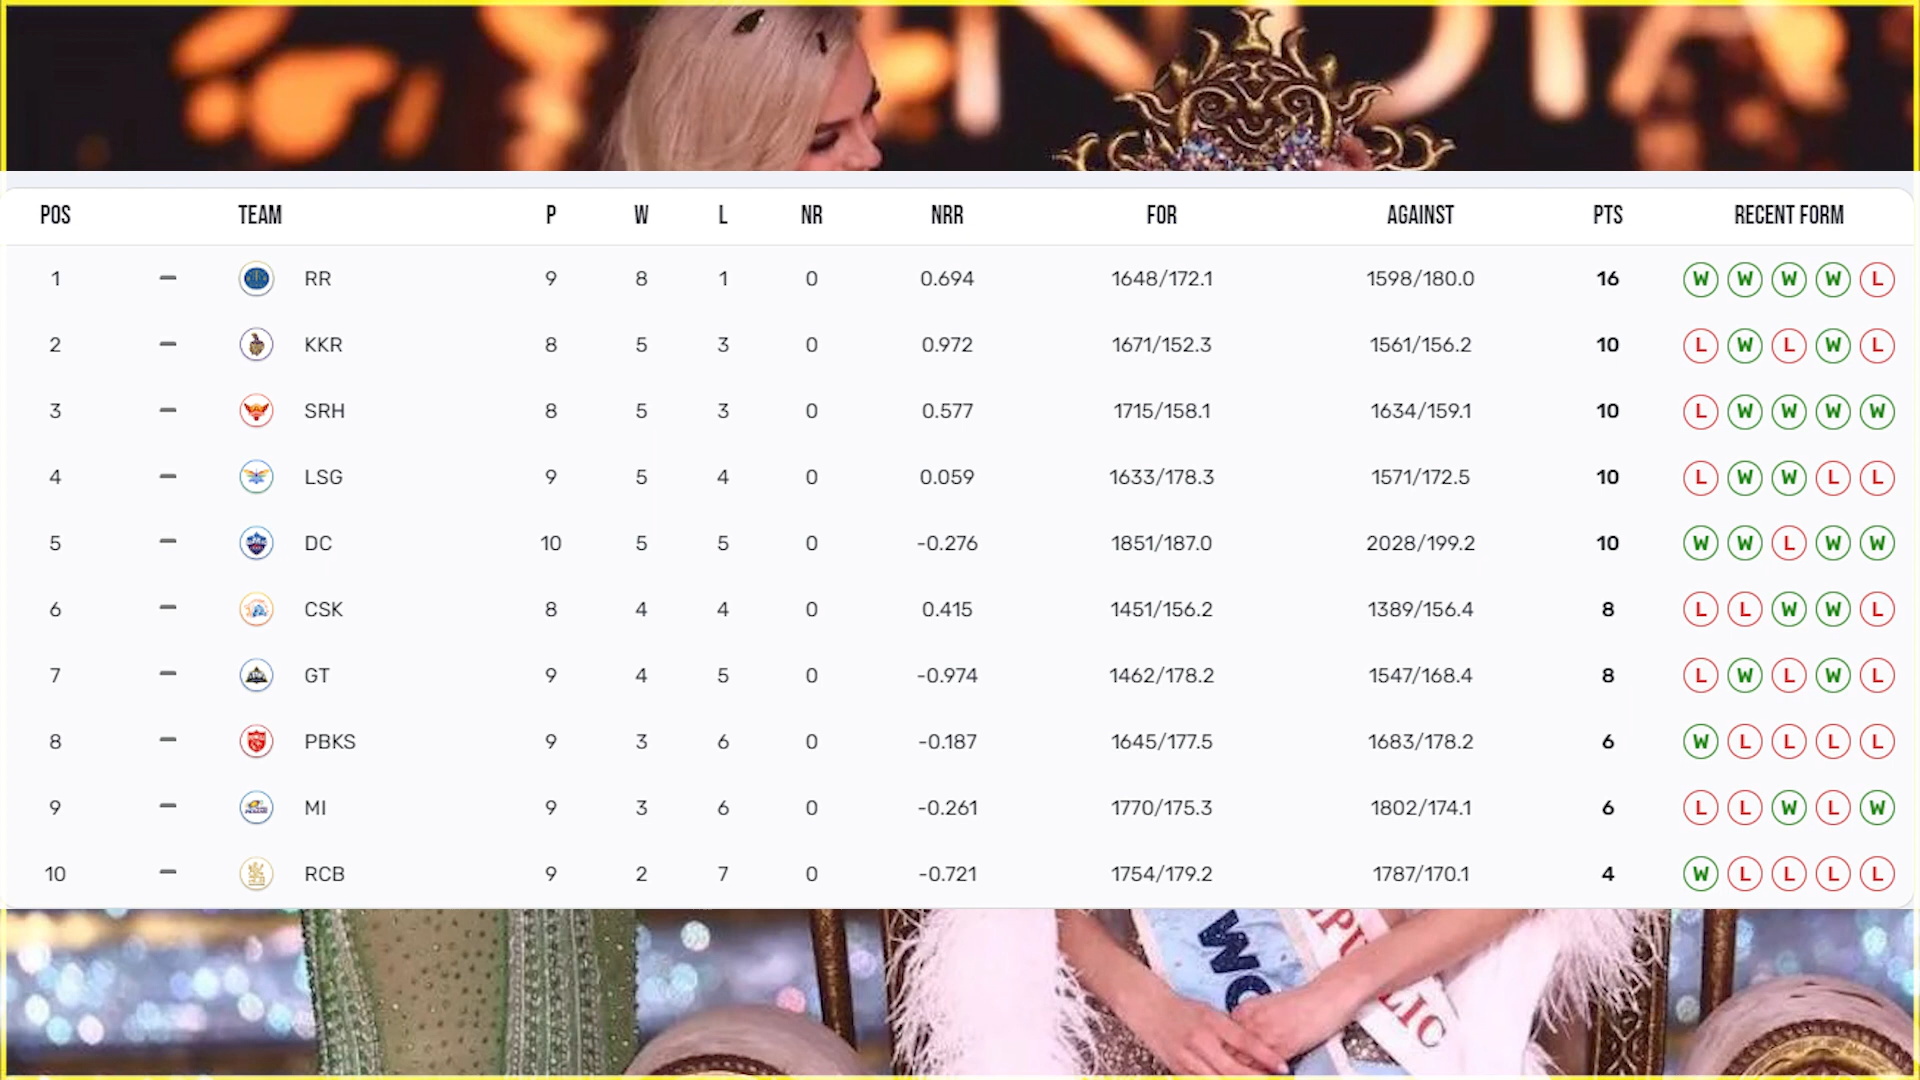 POS TEAM P W L NR NRR FOR AGAINST PTS RECENT FORM
1 RR 9 8 1 0 0.694 1648/172.1 1598/180.0 16 W W W W L
2 KKR 8 5 3 0 0.972 1671/152.3 1561/156.2 10 L W L W L
3 SRH 8 5 3 0 0.577 1715/158.1 1634/159.1 10 L W W W W
4 LSG 9 5 4 0 0.059 1633/178.3 1571/172.5 10 L W W L L
5 DC 10 5 5 0 -0.276 1851/187.0 2028/199.2 10 W W L W W
6 CSK 8 4 4 0 0.415 1451/156.2 1389/156.4 8 L L W W L
7 GT 9 4 5 0 -0.974 1462/178.2 1547/168.4 8 L W L W L
8 PBKS 9 3 6 0 -0.187 1645/177.5 1683/178.2 6 W L L L L
9 MI 9 3 6 0 -0.261 1770/175.3 1802/174.1 6 L L W L W
10 RCB 9 2 7 0 -0.721 1754/179.2 1787/170.1 4 W L L L L
WO
PU
LIC